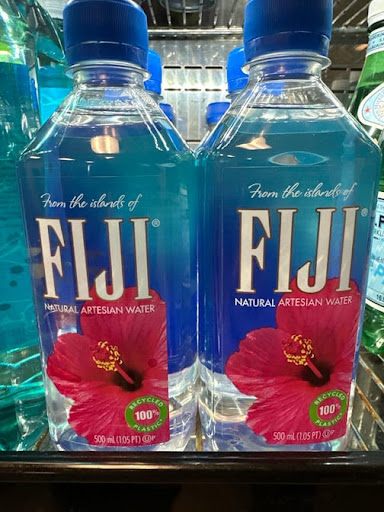 From the islands of
FIJI®
NATURAL ARTESIAN WATER
RECYCLED
100%
PLASTIC
500 mL (1.05 PT)
From the islands of
FIJI®
NATURAL ARTESIAN WATER
RECYCLED
100%
PLASTIC
500 mL (1.05 PT)